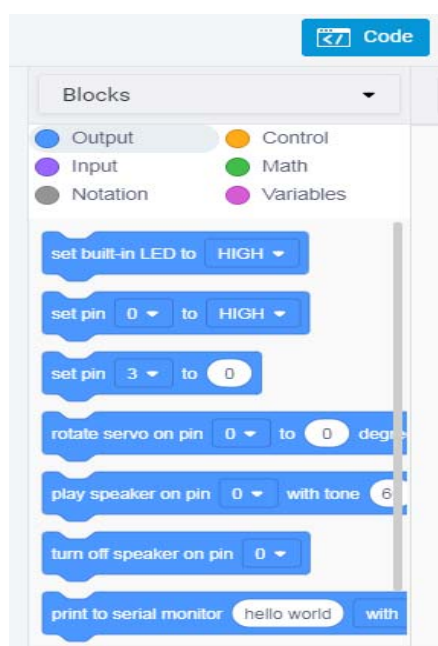 Code
Blocks
Output Control
Input Math
Notation Variables
set built-in LED to HIGH
set pin 0 to HIGH
set pin 3 to 0
rotate servo on pin 0 to 0
play speaker on pin 0 with tone
turn off speaker on pin 0
print to serial monitor hello world with